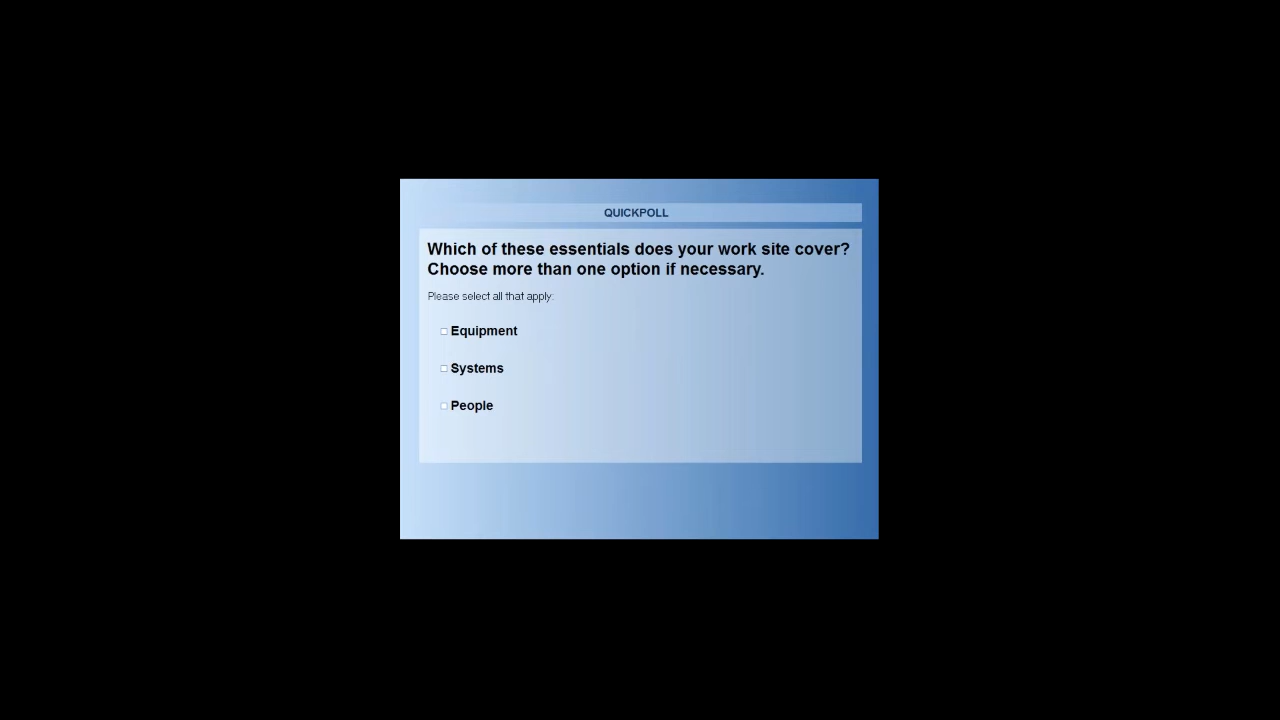 QUICKPOLL
Which of these essentials does your work site cover?
Choose more than one option if necessary.
Please select all that apply:
Equipment
Systems
People